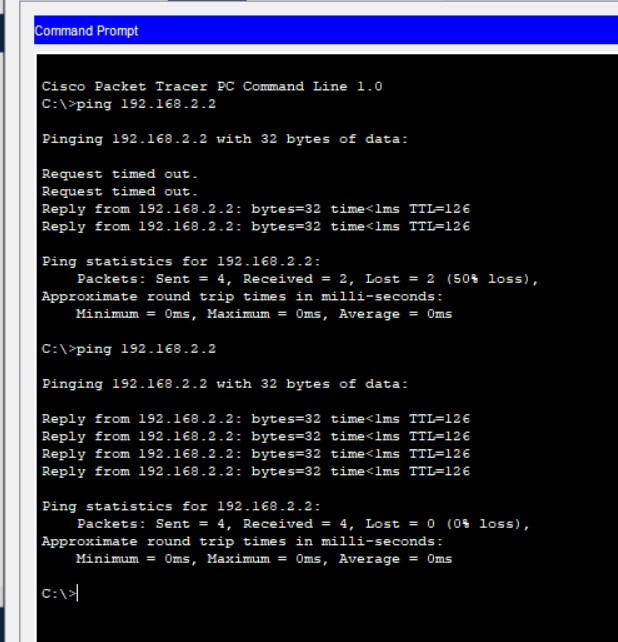 Command Prompt
Cisco Packet Tracer PC Command Line 1.0
C:\>ping 192.168.2.2
Pinging 192.168.2.2 with 32 bytes of data:
Request timed out.
Request timed out.
Reply from 192.168.2.2: bytes=32 time<1ms TTL=126
Reply from 192.168.2.2: bytes=32 time<1ms TTL=126
Ping statistics for 192.168.2.2:
Packets: Sent = 4, Received = 2, Lost = 2 (50% loss),
Approximate round trip times in milli-seconds:
Minimum = 0ms, Maximum = 0ms, Average = 0ms
C:\>ping 192.168.2.2
Pinging 192.168.2.2 with 32 bytes of data:
Reply from 192.168.2.2: bytes=32 time<1ms TTL=126
Reply from 192.168.2.2: bytes=32 time<1ms TTL=126
Reply from 192.168.2.2: bytes=32 time<1ms TTL=126
Reply from 192.168.2.2: bytes=32 time<1ms TTL=126
Ping statistics for 192.168.2.2:
Packets: Sent = 4, Received = 4, Lost = 0 (0% loss),
Approximate round trip times in milli-seconds:
Minimum = 0ms, Maximum = 0ms, Average = 0ms
C:\>